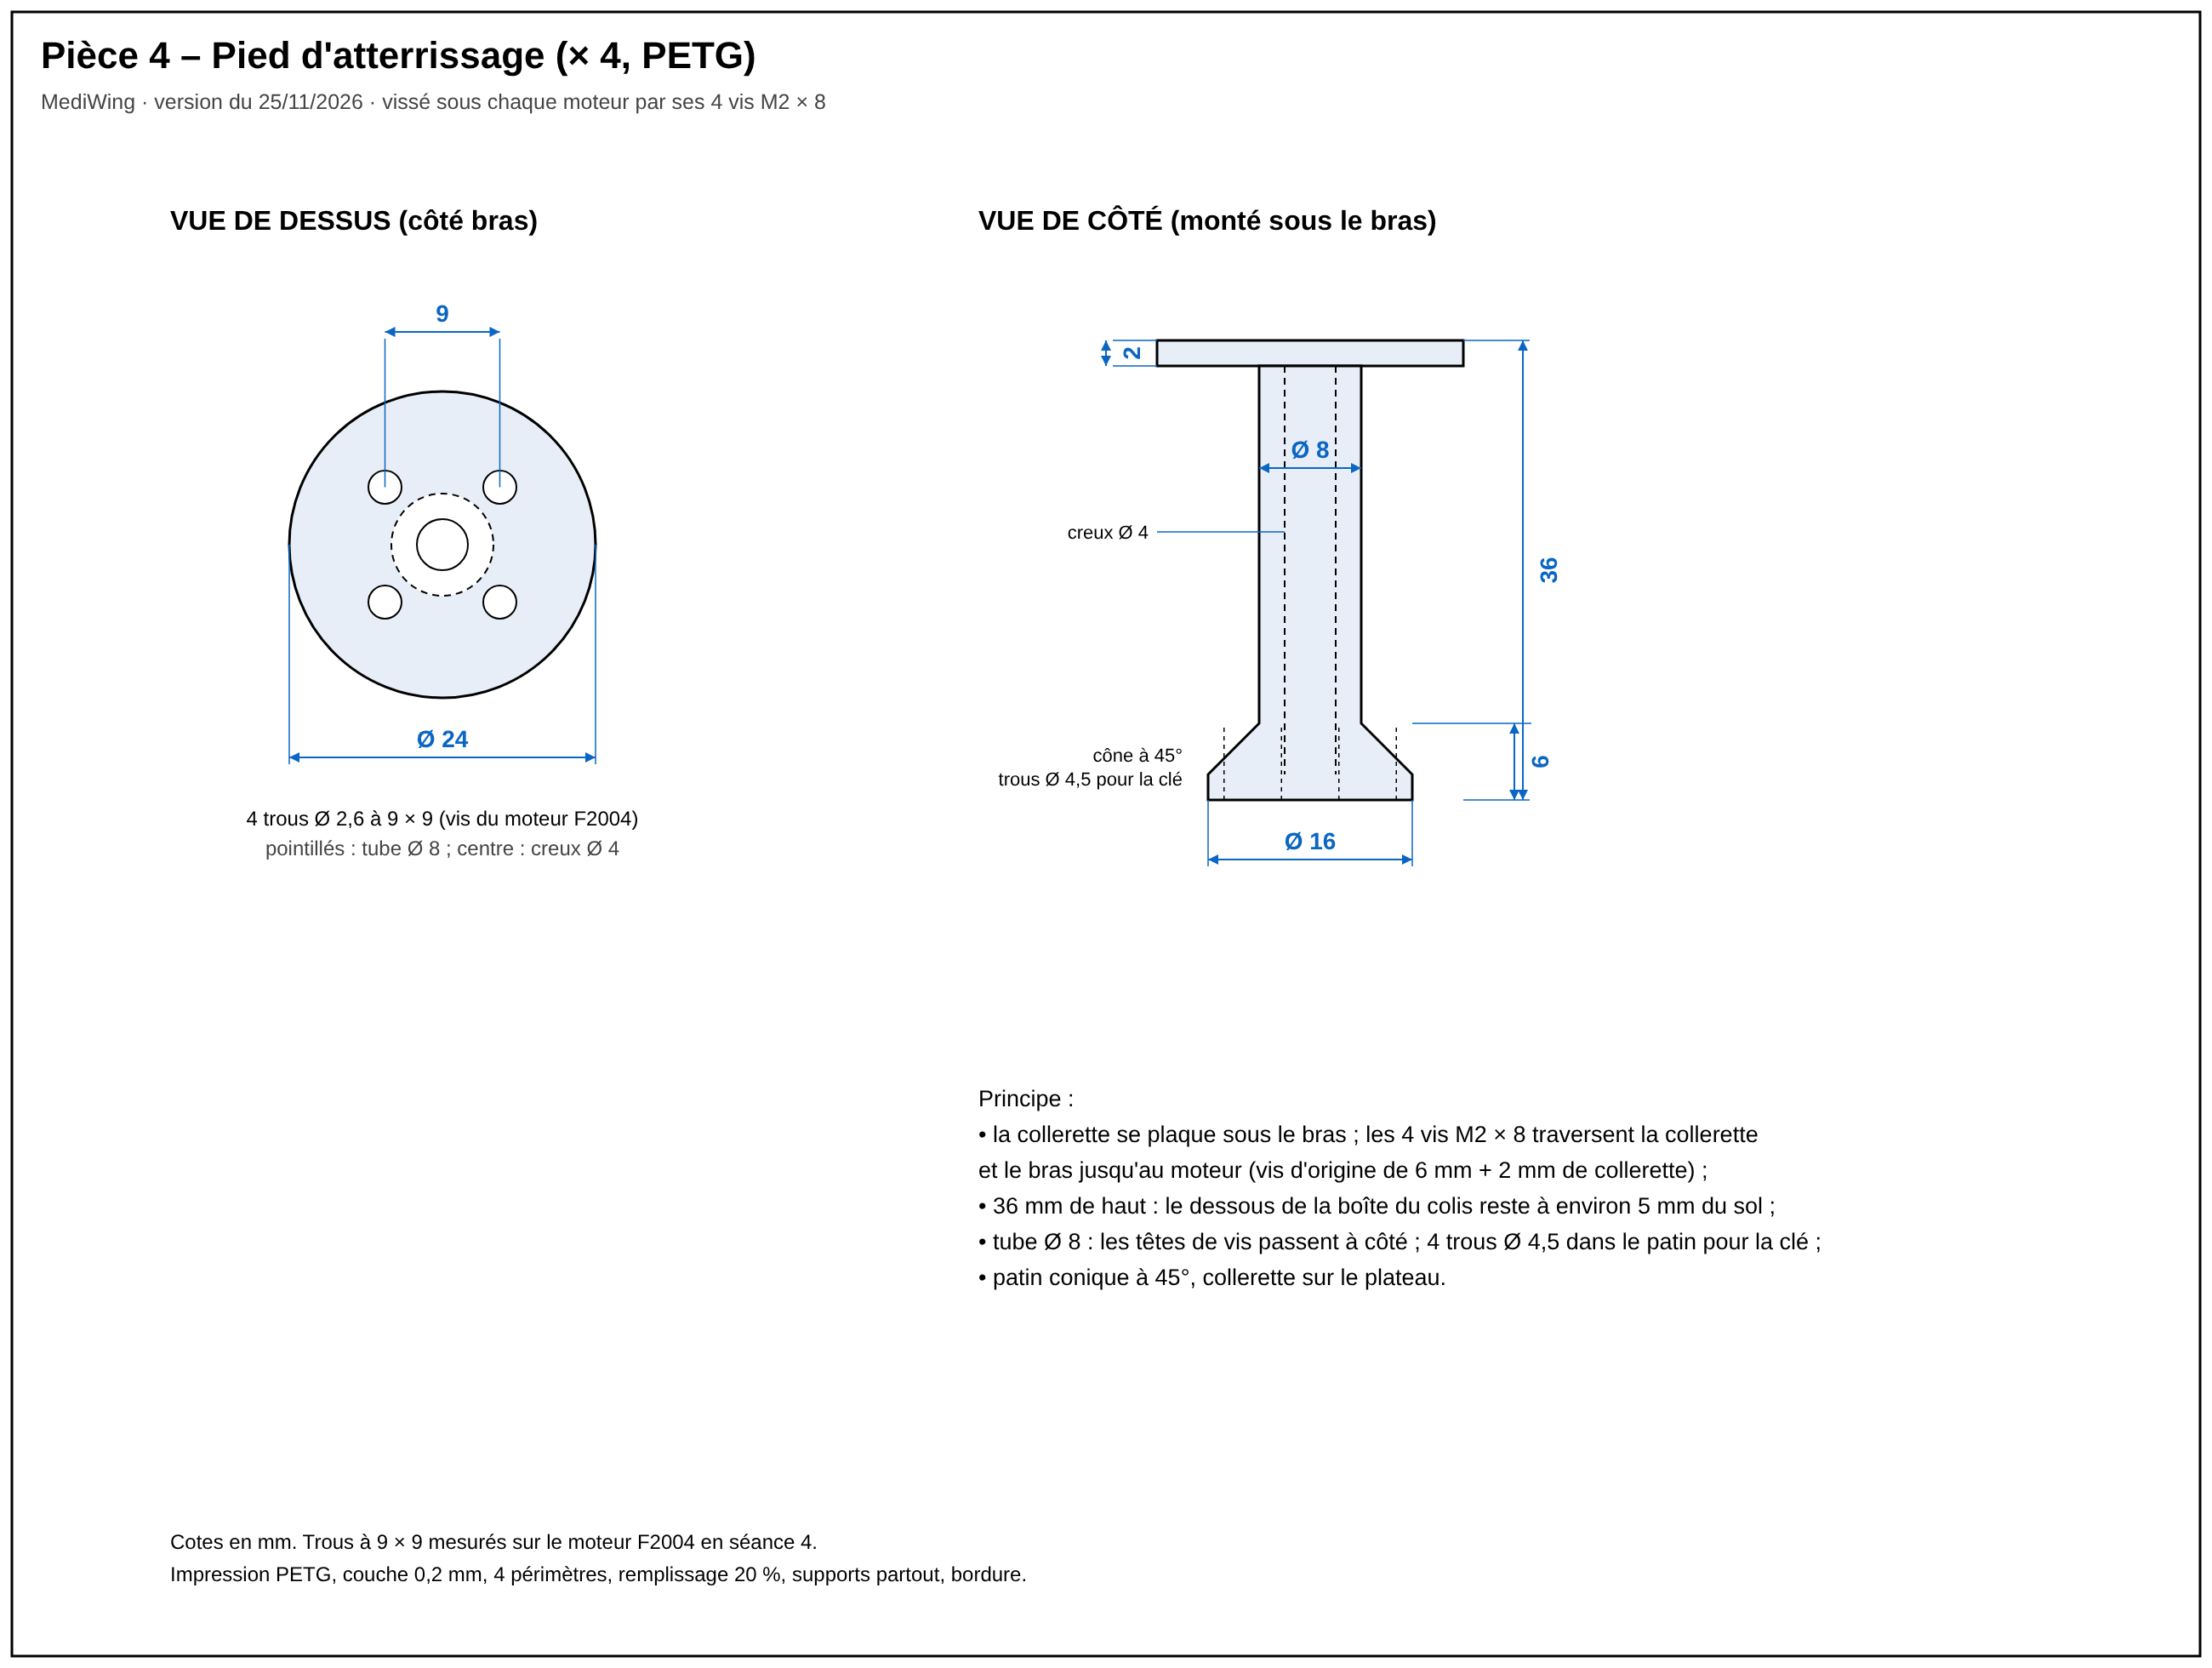 Pièce 4 – Pied d'atterrissage (× 4, PETG)
MediWing · version du 25/11/2026 · vissé sous chaque moteur par ses 4 vis M2 × 8
VUE DE DESSUS (côté bras)
9
Ø 24
4 trous Ø 2,6 à 9 × 9 (vis du moteur F2004)
pointillés : tube Ø 8 ; centre : creux Ø 4
VUE DE CÔTÉ (monté sous le bras)
2
Ø 8
creux Ø 4
36
cône à 45°
trous Ø 4,5 pour la clé
6
Ø 16
Principe :
• la collerette se plaque sous le bras ; les 4 vis M2 × 8 traversent la collerette
et le bras jusqu'au moteur (vis d'origine de 6 mm + 2 mm de collerette) ;
• 36 mm de haut : le dessous de la boîte du colis reste à environ 5 mm du sol ;
• tube Ø 8 : les têtes de vis passent à côté ; 4 trous Ø 4,5 dans le patin pour la clé ;
• patin conique à 45°, collerette sur le plateau.
Cotes en mm. Trous à 9 × 9 mesurés sur le moteur F2004 en séance 4.
Impression PETG, couche 0,2 mm, 4 périmètres, remplissage 20 %, supports partout, bordure.